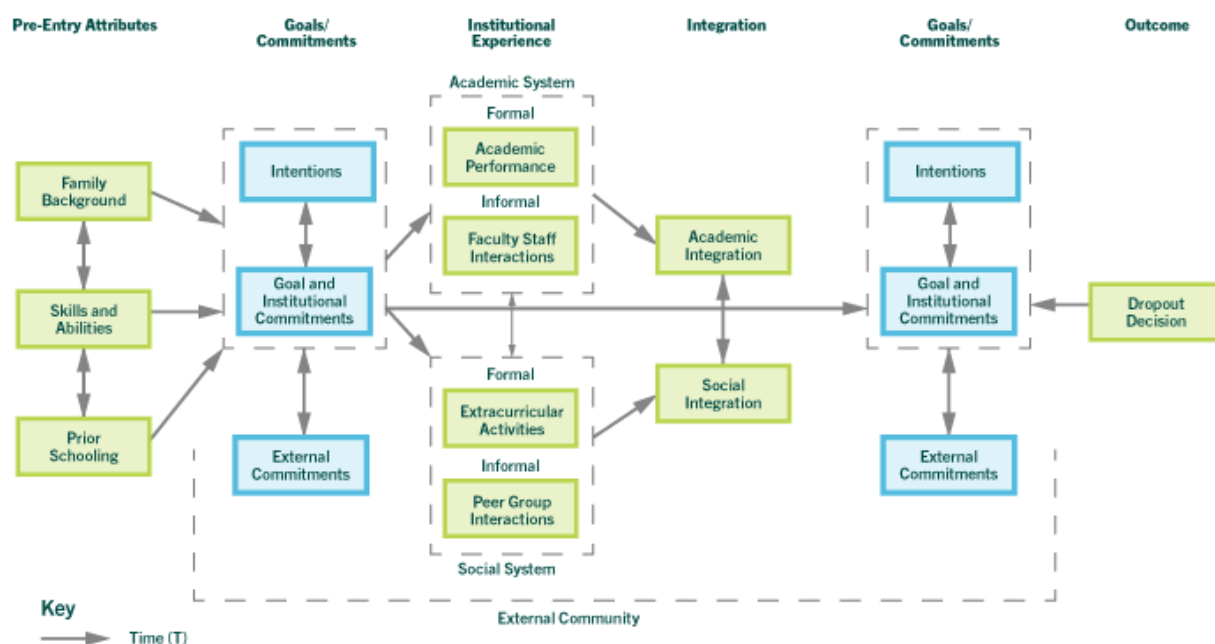 Pre-Entry Attributes
Goals/
Commitments
Institutional
Experience
Integration
Goals/
Commitments
Outcome
Academic System
Formal
Academic
Performance
Informal
Faculty Staff
Interactions
Family
Background
Skills and
Abilities
Prior
Schooling
Intentions
Goal and
Institutional
Commitments
External
Commitments
Formal
Extracurricular
Activities
Informal
Peer Group
Interactions
Social System
Academic
Integration
Social
Integration
Intentions
Goal and
Institutional
Commitments
External
Commitments
Dropout
Decision
External Community
Key
Time (T)